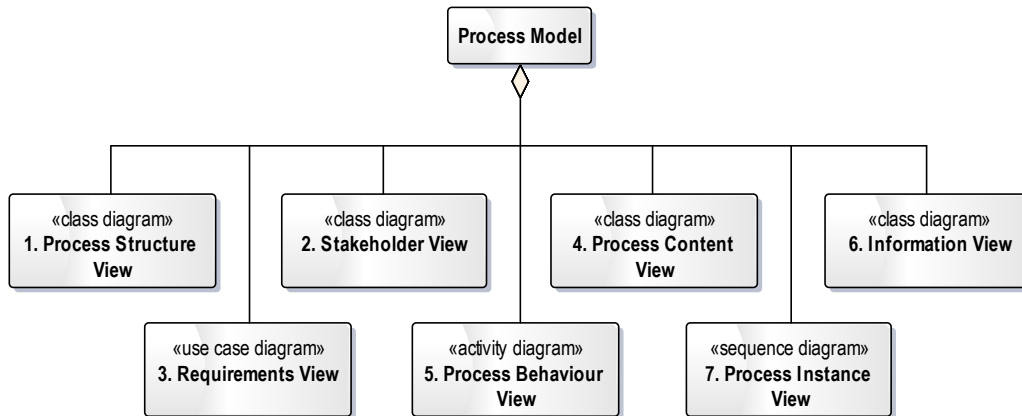 Process Model
«class diagram»
1. Process Structure
View
«class diagram»
2. Stakeholder View
«class diagram»
4. Process Content
View
«class diagram»
6. Information View
«use case diagram»
3. Requirements View
«activity diagram»
5. Process Behaviour
View
«sequence diagram»
7. Process Instance
View